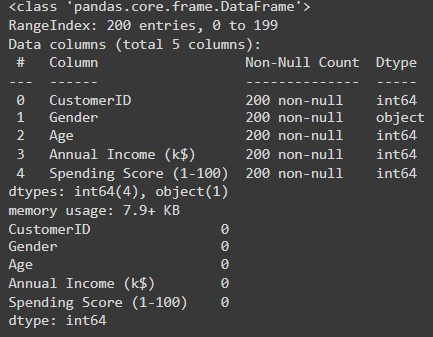 <class 'pandas.core.frame.DataFrame'>
RangeIndex: 200 entries, 0 to 199
Data columns (total 5 columns):
 #   Column                  Non-Null Count  Dtype
---  ------                  --------------  -----
 0   CustomerID              200 non-null    int64
 1   Gender                  200 non-null    object
 2   Age                     200 non-null    int64
 3   Annual Income (k$)      200 non-null    int64
 4   Spending Score (1-100)  200 non-null    int64
dtypes: int64(4), object(1)
memory usage: 7.9+ KB
CustomerID                0
Gender                    0
Age                       0
Annual Income (k$)        0
Spending Score (1-100)    0
dtype: int64